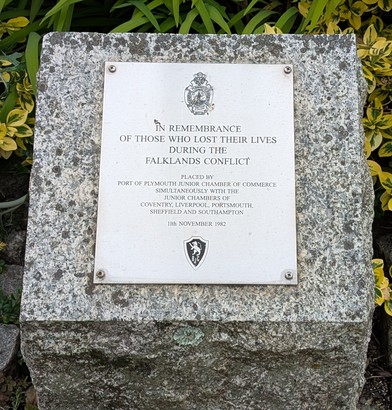 IN REMEMBRANCE
OF THOSE WHO LOST THEIR LIVES
DURING THE
FALKLANDS CONFLICT
PLACED BY
PORT OF PLYMOUTH JUNIOR CHAMBER OF COMMERCE
SIMULTANEOUSLY WITH THE
JUNIOR CHAMBERS OF
COVENTRY, LIVERPOOL, PORTSMOUTH,
SHEFFIELD AND SOUTHAMPTON
11th NOVEMBER 1982